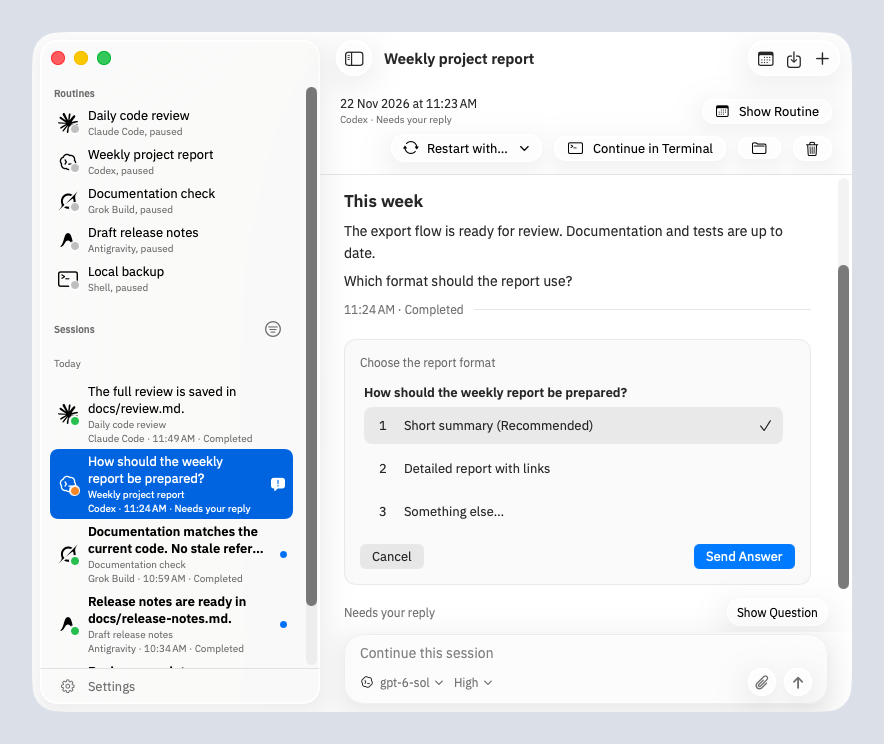 Routines
Daily code review
Claude Code, paused
Weekly project report
Codex, paused
Documentation check
Grok Build, paused
Draft release notes
Antigravity, paused
Local backup
Shell, paused
Sessions
Today
The full review is saved in
docs/review.md.
Daily code review
Claude Code · 11:49 AM · Completed
How should the weekly
report be prepared?
Weekly project report
Codex · 11:24 AM · Needs your reply
Documentation matches the
current code. No stale refer...
Documentation check
Grok Build · 10:59 AM · Completed
Release notes are ready in
docs/release-notes.md.
Draft release notes
Antigravity · 10:34 AM · Completed
Settings
Weekly project report
22 Nov 2026 at 11:23 AM
Codex · Needs your reply
Show Routine
Restart with...
Continue in Terminal
This week
The export flow is ready for review. Documentation and tests are up to
date.
Which format should the report use?
11:24 AM · Completed
Choose the report format
How should the weekly report be prepared?
1 Short summary (Recommended)
2 Detailed report with links
3 Something else...
Cancel
Send Answer
Needs your reply
Show Question
Continue this session
gpt-6-sol
High